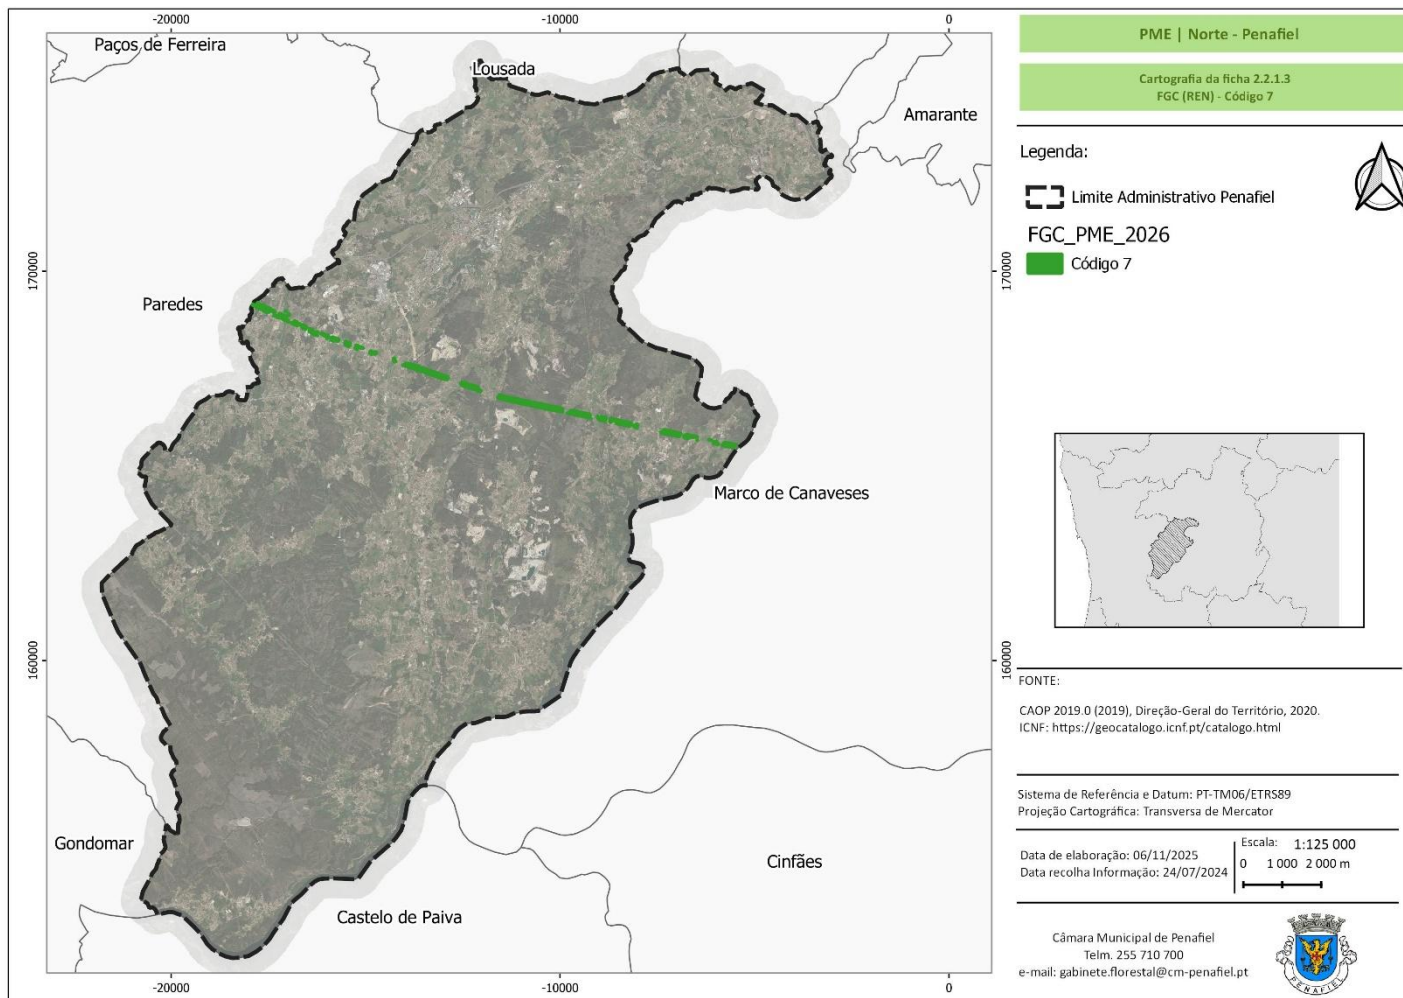 -20000
-10000
0
Paços de Ferreira
Lousada
Amarante
170000
170000
Paredes
Marco de Canaveses
160000
160000
Gondomar
Cinfães
Castelo de Paiva
-20000
-10000
0
PME | Norte - Penafiel
Cartografia da ficha 2.2.1.3
FGC (REN) - Código 7
Legenda:
Limite Administrativo Penafiel
FGC_PME_2026
Código 7
FONTE:
CAOP 2019.0 (2019), Direção-Geral do Território, 2020.
ICNF: https://geocatalogo.icnf.pt/catalogo.html
Sistema de Referência e Datum: PT-TM06/ETRS89
Projeção Cartográfica: Transversa de Mercator
Data de elaboração: 06/11/2025
Data recolha Informação: 24/07/2024
Escala: 1:125 000
0 1 000 2 000 m
Câmara Municipal de Penafiel
Telm. 255 710 700
e-mail: gabinete.florestal@cm-penafiel.pt
PENAFIEL